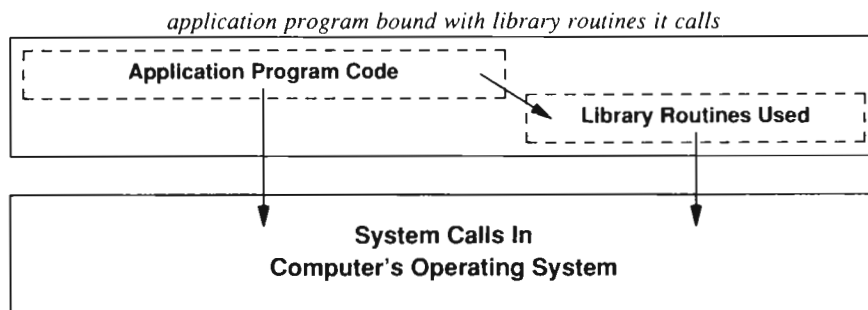 application program bound with library routines it calls
Application Program Code
Library Routines Used
System Calls In
Computer's Operating System